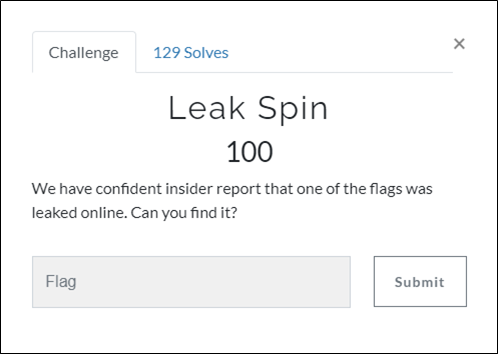 Challenge
129 Solves
×
Leak Spin
100
We have confident insider report that one of the flags was
leaked online. Can you find it?
Flag
Submit